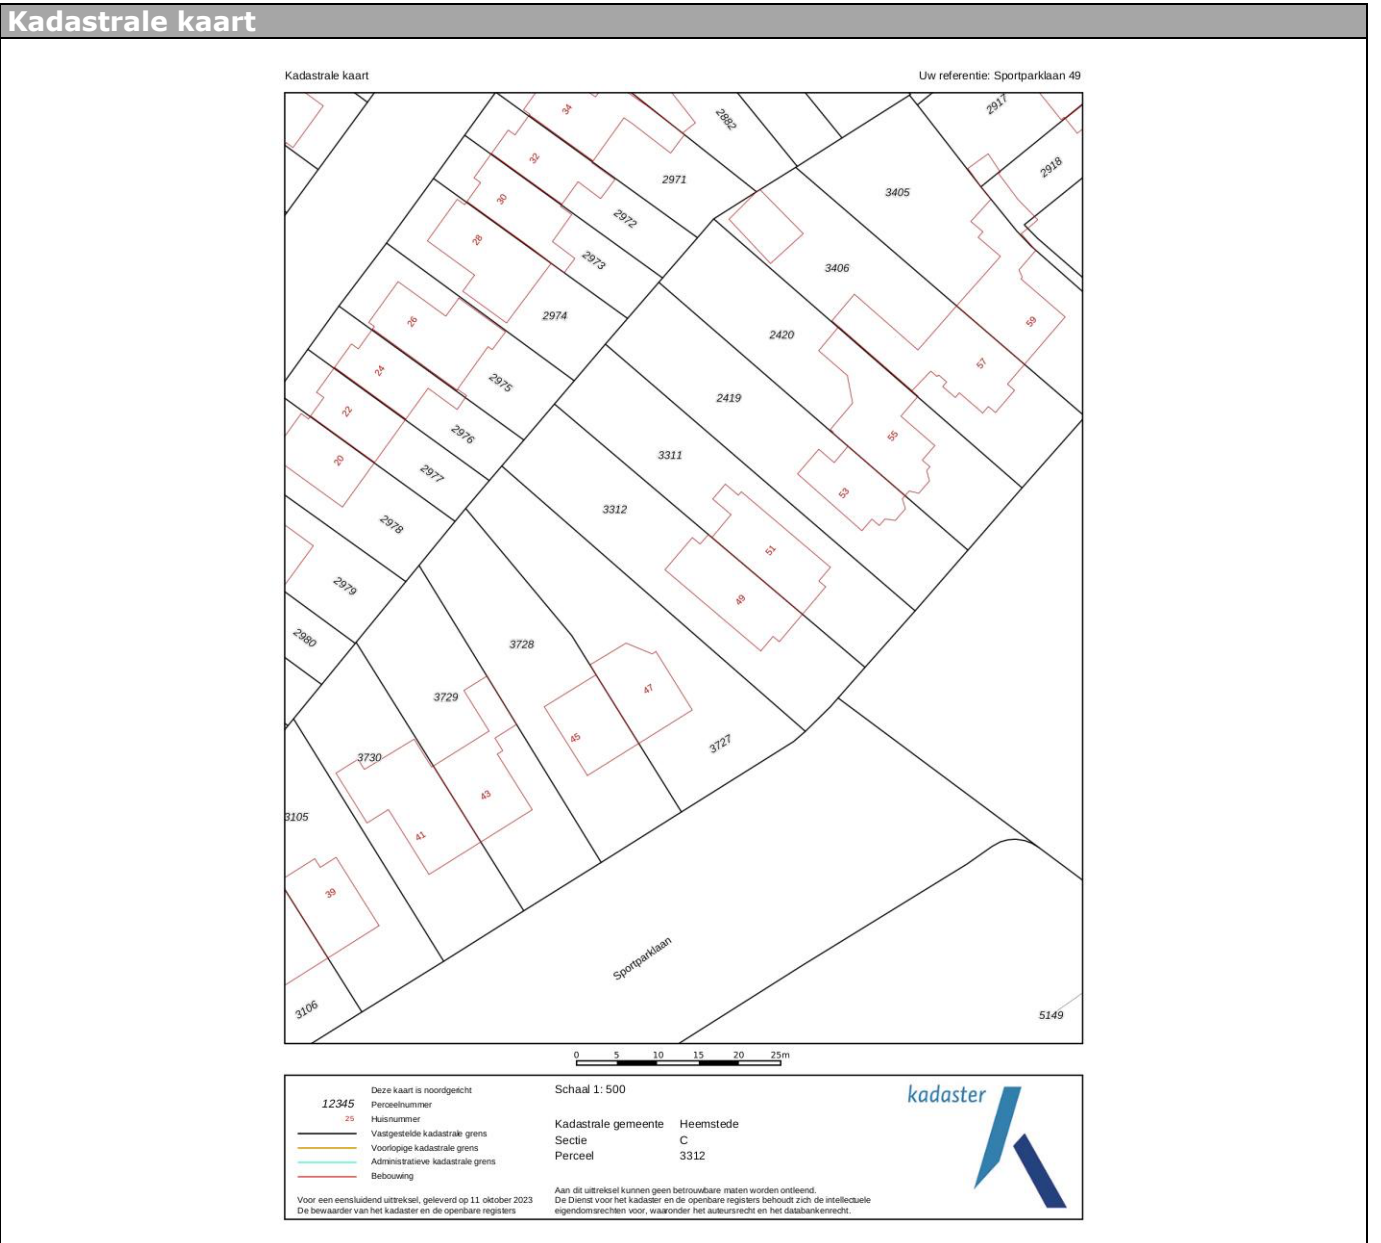 Kadastrale kaart
Kadastrale kaart
Uw referentie: Sportparklaan 49
34
2882
2917
2918
32
2971
3405
30
2972
28
2973
3406
2974
26
2420
59
24
2975
57
22
2419
2976
55
20
2977
3311
53
2978
3312
51
2979
49
2980
3728
3729
47
45
3727
3730
43
3105
41
39
Sportparklaan
3106
5149
0 5 10 15 20 25m
Deze kaart is noordgericht
12345 Perceelnummer
25 Huisnummer
Vastgestelde kadastrale grens
Voorlopige kadastrale grens
Administratieve kadastrale grens
Bebouwing
Voor een eensluidend uittreksel, geleverd op 11 oktober 2023
De bewaarder van het kadaster en de openbare registers
Schaal 1: 500
Kadastrale gemeente Heemstede
Sectie C
Perceel 3312
Aan dit uittreksel kunnen geen betrouwbare maten worden ontleend.
De Dienst voor het kadaster en de openbare registers behoudt zich de intellectuele
eigendomsrechten voor, waaronder het auteursrecht en het databankenrecht.
kadaster